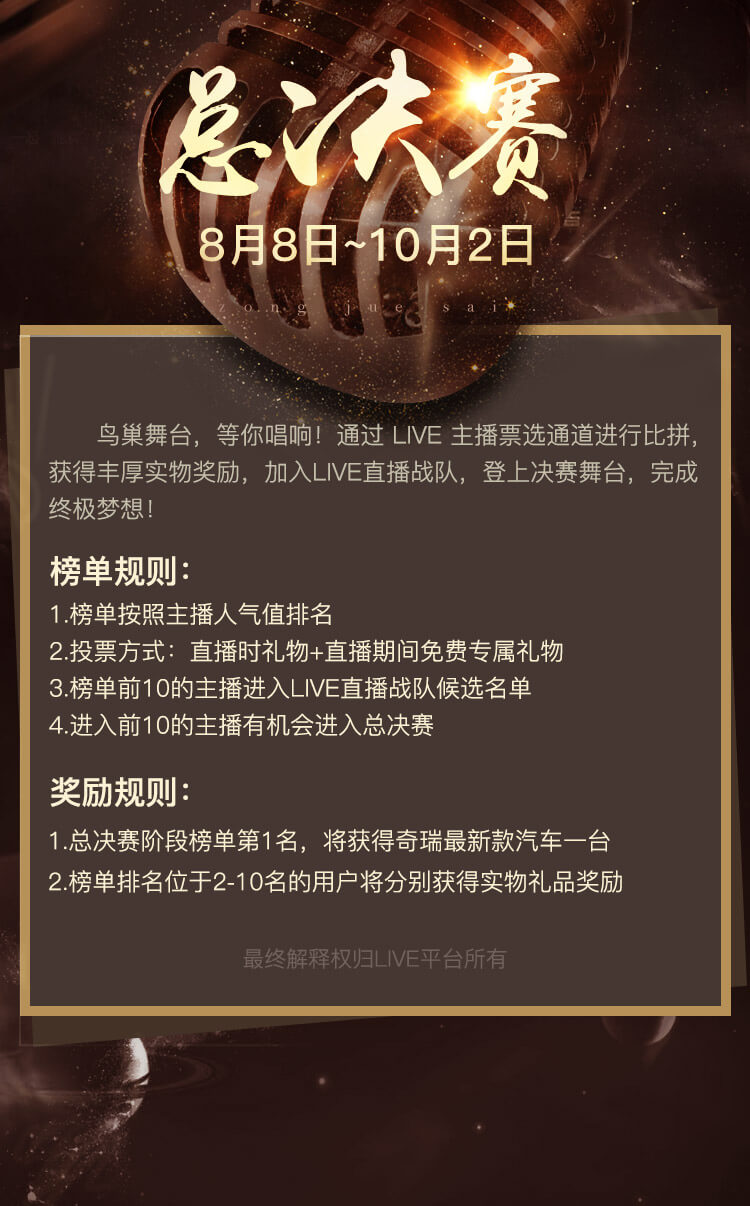 总决赛
8月8日~10月2日
zong jue sai
鸟巢舞台，等你唱响！通过 LIVE 主播票选通道进行比拼，
获得丰厚实物奖励，加入LIVE直播战队，登上决赛舞台，完成
终极梦想！
榜单规则：
1.榜单按照主播人气值排名
2.投票方式：直播时礼物+直播期间免费专属礼物
3.榜单前10的主播进入LIVE直播战队候选名单
4.进入前10的主播有机会进入总决赛
奖励规则：
1.总决赛阶段榜单第1名，将获得奇瑞最新款汽车一台
2.榜单排名位于2-10名的用户将分别获得实物礼品奖励
最终解释权归LIVE平台所有